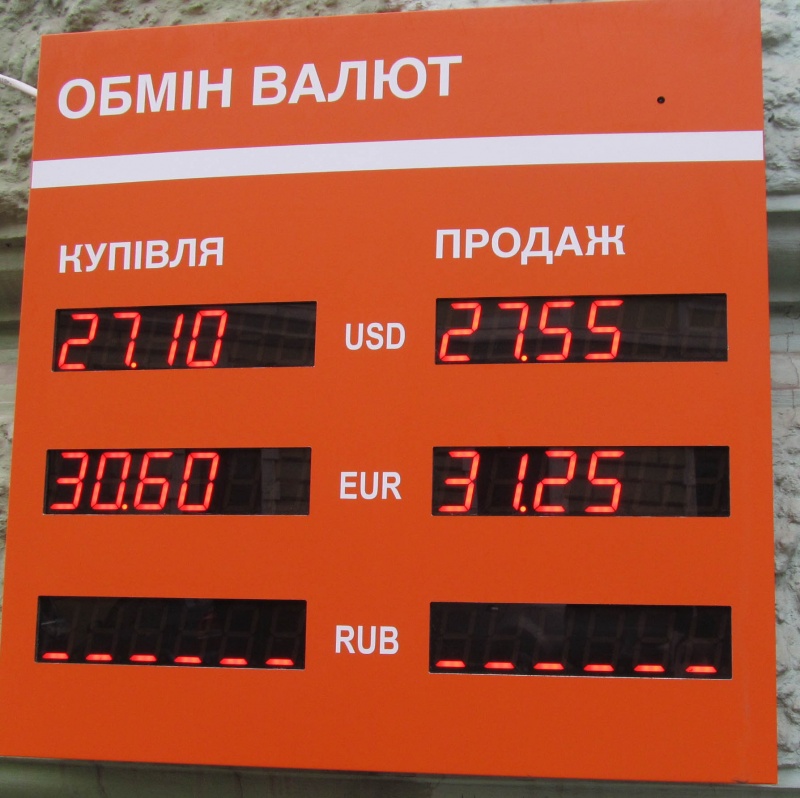 ОБМІН ВАЛЮТ
КУПІВЛЯ ПРОДАЖ
27.10 USD 27.55
30.60 EUR 31.25
_ _ _ _ _ _ RUB _ _ _ _ _ _